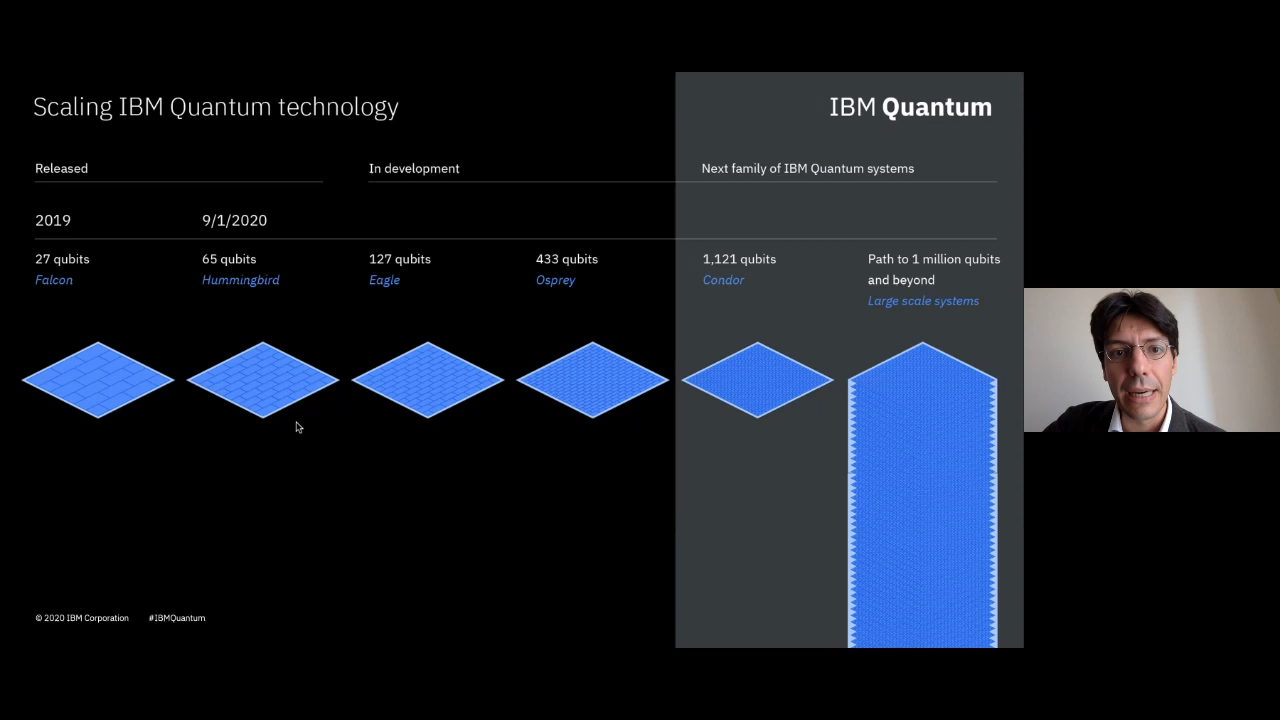 Scaling IBM Quantum technology
IBM Quantum
Released
In development
Next family of IBM Quantum systems
2019
9/1/2020
27 qubits
Falcon
65 qubits
Hummingbird
127 qubits
Eagle
433 qubits
Osprey
1,121 qubits
Condor
Path to 1 million qubits
and beyond
Large scale systems
© 2020 IBM Corporation
#IBMQuantum